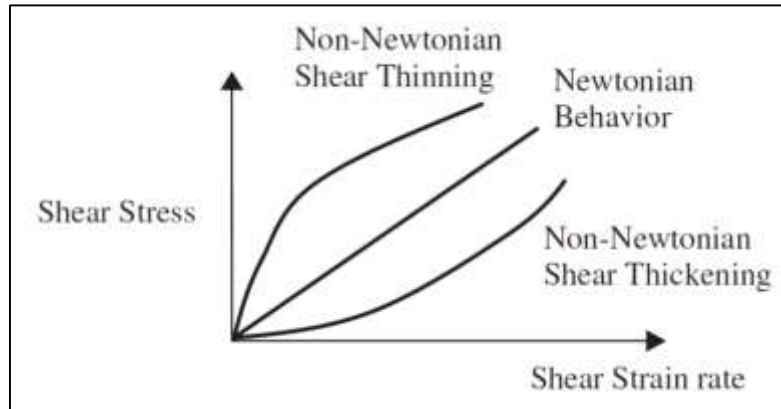 Non-Newtonian
Shear Thinning
Newtonian
Behavior
Shear Stress
Non-Newtonian
Shear Thickening
Shear Strain rate